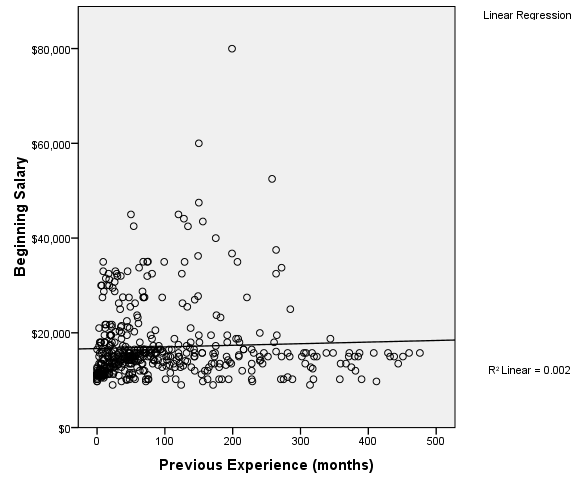 Linear Regression
$80,000
$60,000
$40,000
$20,000
$0
Beginning Salary
0 100 200 300 400 500
Previous Experience (months)
R² Linear = 0.002